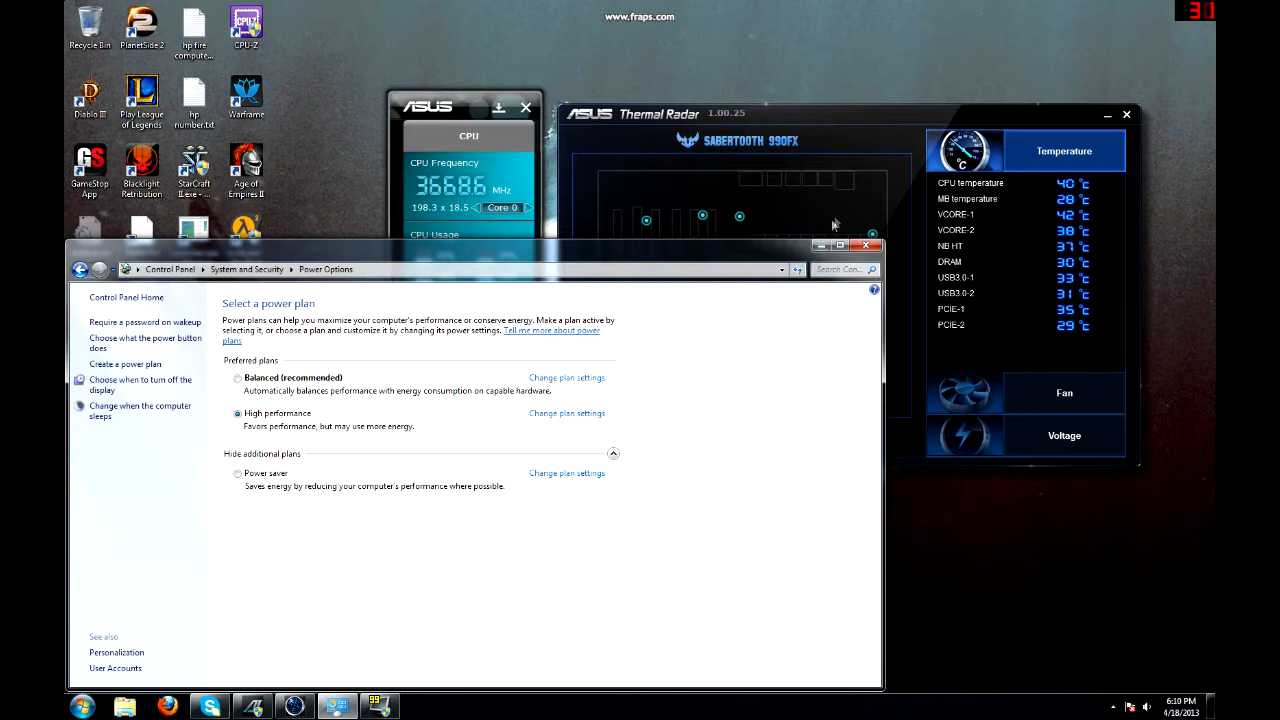 www.fraps.com
30
Recycle Bin
PlanetSide 2
hp fire
compute...
CPU-Z
Diablo III
Play League
of Legends
hp
number.txt
Warframe
GameStop
App
Blacklight
Retribution
StarCraft
II.exe - ...
Age of
Empires II
ASUS
CPU
CPU Frequency
36686 MHz
198.3 x 18.5
Core 0
CPU Usage
ASUS Thermal Radar 1.00.25
SABERTOOTH 990FX
°C
Temperature
CPU temperature 40 °C
MB temperature 28 °C
VCORE-1 42 °C
VCORE-2 38 °C
NB HT 37 °C
DRAM 30 °C
USB3.0-1 33 °C
USB3.0-2 31 °C
PCIE-1 35 °C
PCIE-2 29 °C
Fan
Voltage
Control Panel
System and Security
Power Options
Search Con...
Control Panel Home
Require a password on wakeup
Choose what the power button
does
Create a power plan
Choose when to turn off the
display
Change when the computer
sleeps
See also
Personalization
User Accounts
Select a power plan
Power plans can help you maximize your computer's performance or conserve energy. Make a plan active by
selecting it, or choose a plan and customize it by changing its power settings. Tell me more about power
plans
Preferred plans
Balanced (recommended) Change plan settings
Automatically balances performance with energy consumption on capable hardware.
High performance Change plan settings
Favors performance, but may use more energy.
Hide additional plans
Power saver Change plan settings
Saves energy by reducing your computer's performance where possible.
99
6:10 PM
4/18/2013